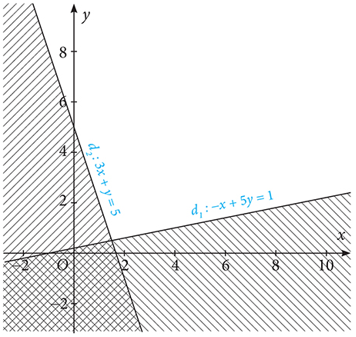 y
8
6
4
2
d₂ : 3x + y = 5
d₁ : −x + 5y = 1
x
−2 O 2 4 6 8 10
−2